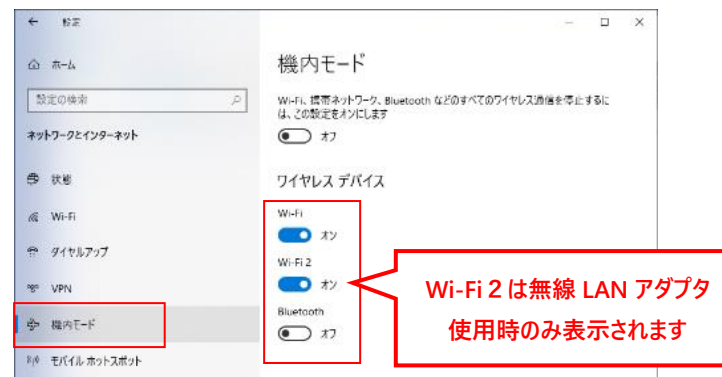 設定
ホーム
設定の検索
ネットワークとインターネット
状態
Wi-Fi
ダイヤルアップ
VPN
機内モード
モバイル ホットスポット
機内モード
Wi-Fi、携帯ネットワーク、Bluetooth などのすべてのワイヤレス通信を停止するに
は、この設定をオンにします
オフ
ワイヤレス デバイス
Wi-Fi
オン
Wi-Fi 2
オン
Bluetooth
オフ
Wi-Fi 2 は無線 LAN アダプタ
使用時のみ表示されます